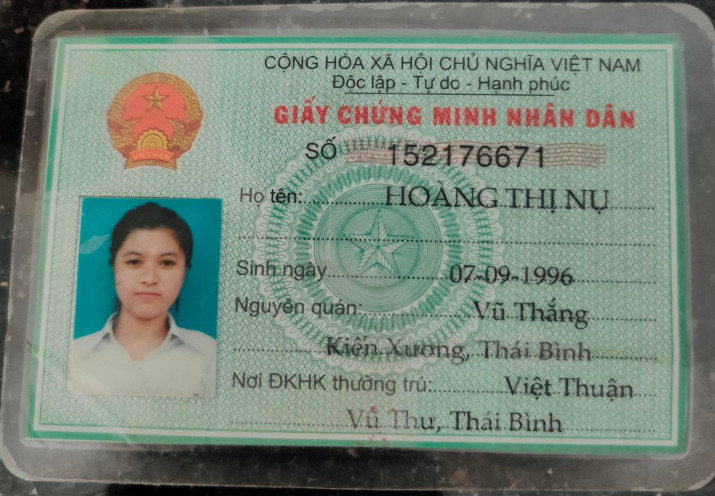 CỘNG HÒA XÃ HỘI CHỦ NGHĨA VIỆT NAM
Độc lập - Tự do - Hạnh phúc
GIẤY CHỨNG MINH NHÂN DÂN
SỐ 152176671
Họ tên: HOÀNG THỊ NỤ
Sinh ngày 07-09-1996
Nguyên quán: Vũ Thắng
Kiến Xương, Thái Bình
Nơi ĐKHK thường trú: Việt Thuận
Vũ Thư, Thái Bình